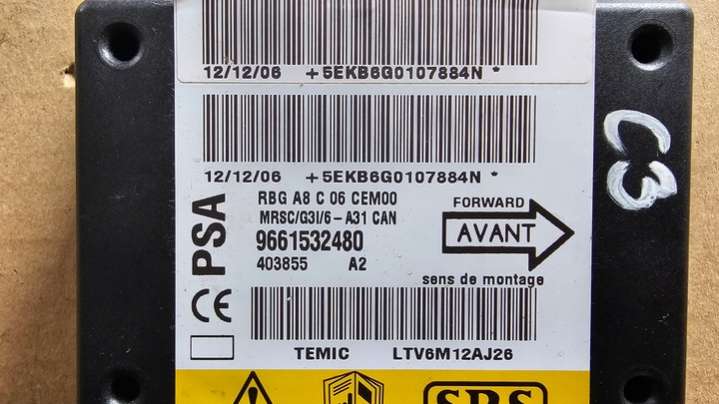 12/12/06 +5EKB6G0107884N *
12/12/06 +5EKB6G0107884N *
C3
PSA
RBG A8 C 06 CEM00
MRSC/G3I/6-A31 CAN
9661532480
403855 A2
FORWARD
AVANT
sens de montage
CE
TEMIC LTV6M12AJ26
SRS